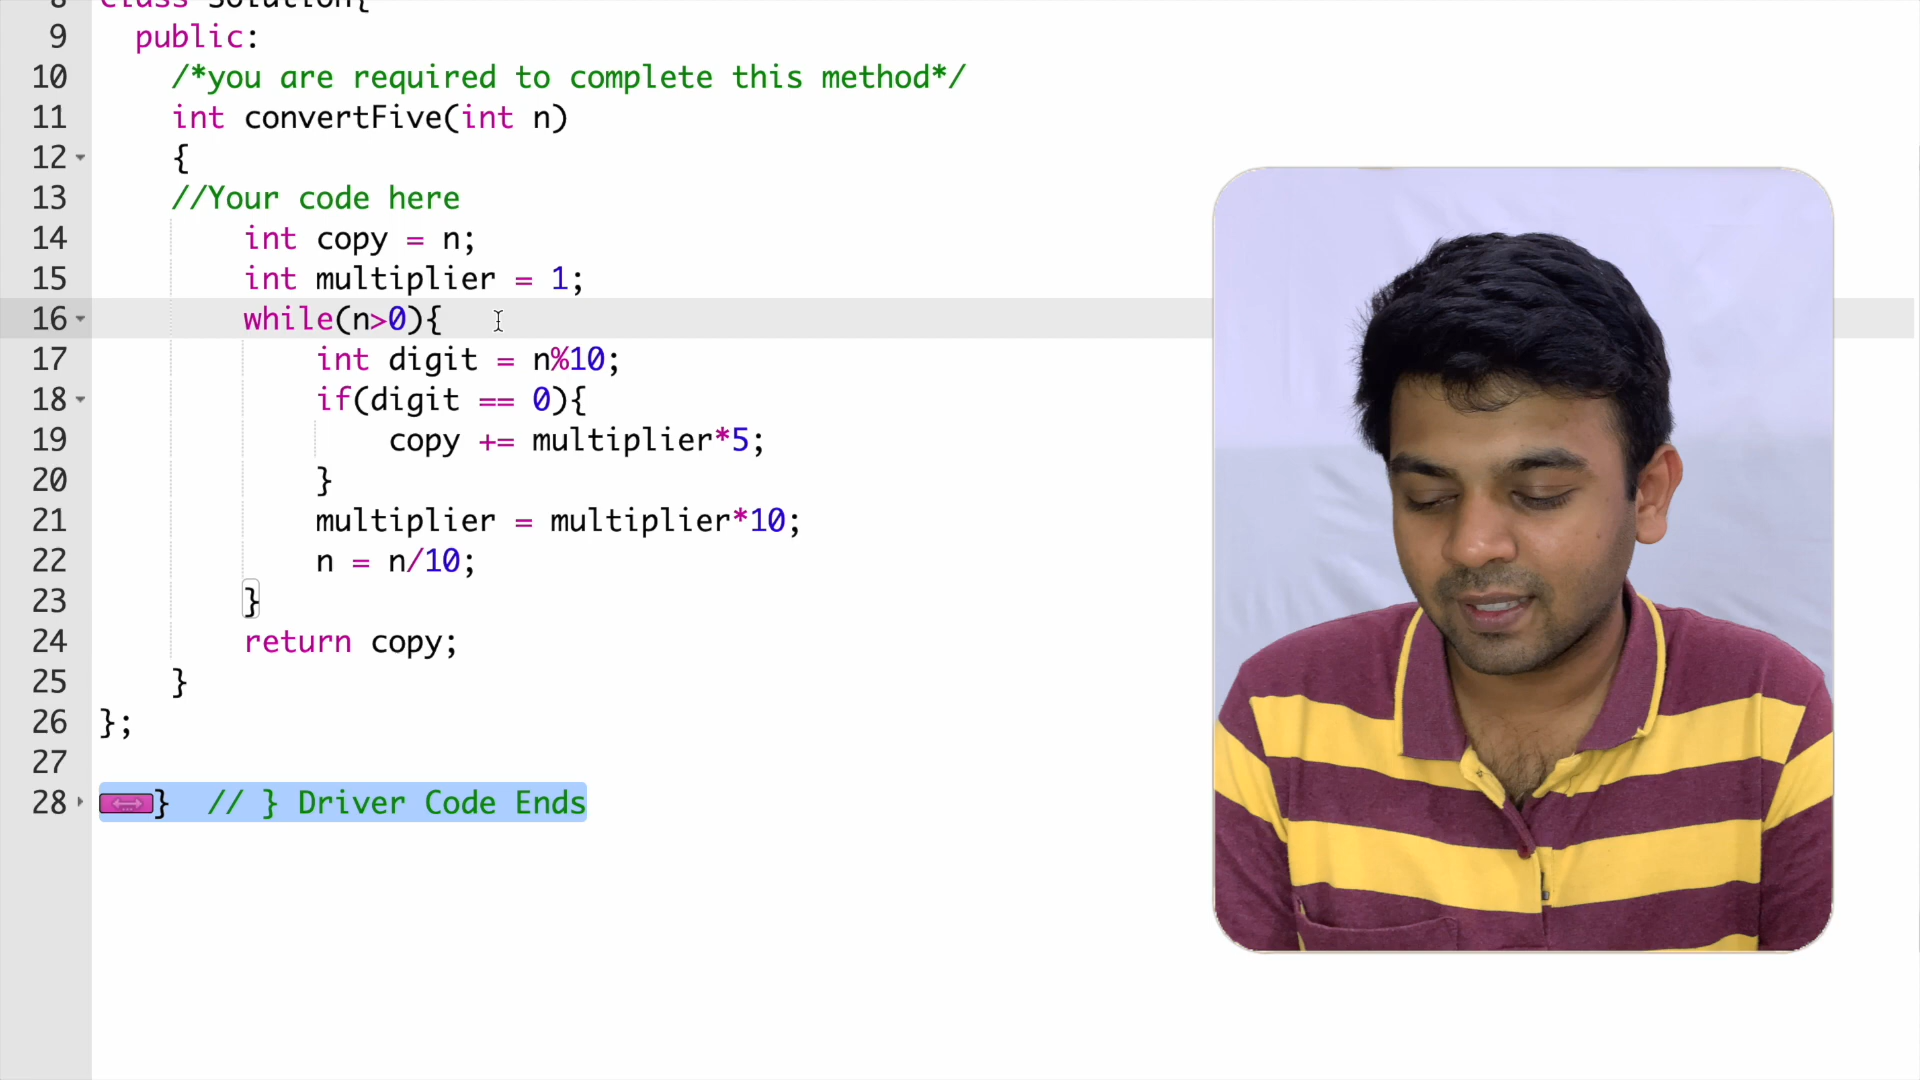 8 class Solution{
9 public:
10 /*you are required to complete this method*/
11 int convertFive(int n)
12 {
13 //Your code here
14 int copy = n;
15 int multiplier = 1;
16 while(n>0){
17 int digit = n%10;
18 if(digit == 0){
19 copy += multiplier*5;
20 }
21 multiplier = multiplier*10;
22 n = n/10;
23 }
24 return copy;
25 }
26 };
27
28 } // } Driver Code Ends